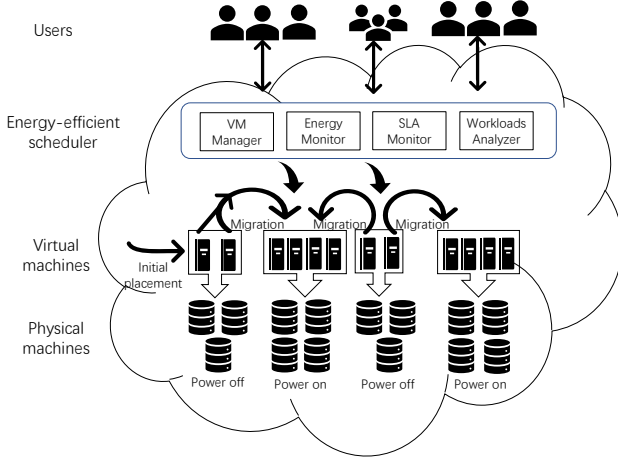 Users
Energy-efficient
scheduler
VM
Manager
Energy
Monitor
SLA
Monitor
Workloads
Analyzer
Migration
Migration
Migration
Virtual
machines
Initial
placement
Physical
machines
Power off
Power on
Power off
Power on